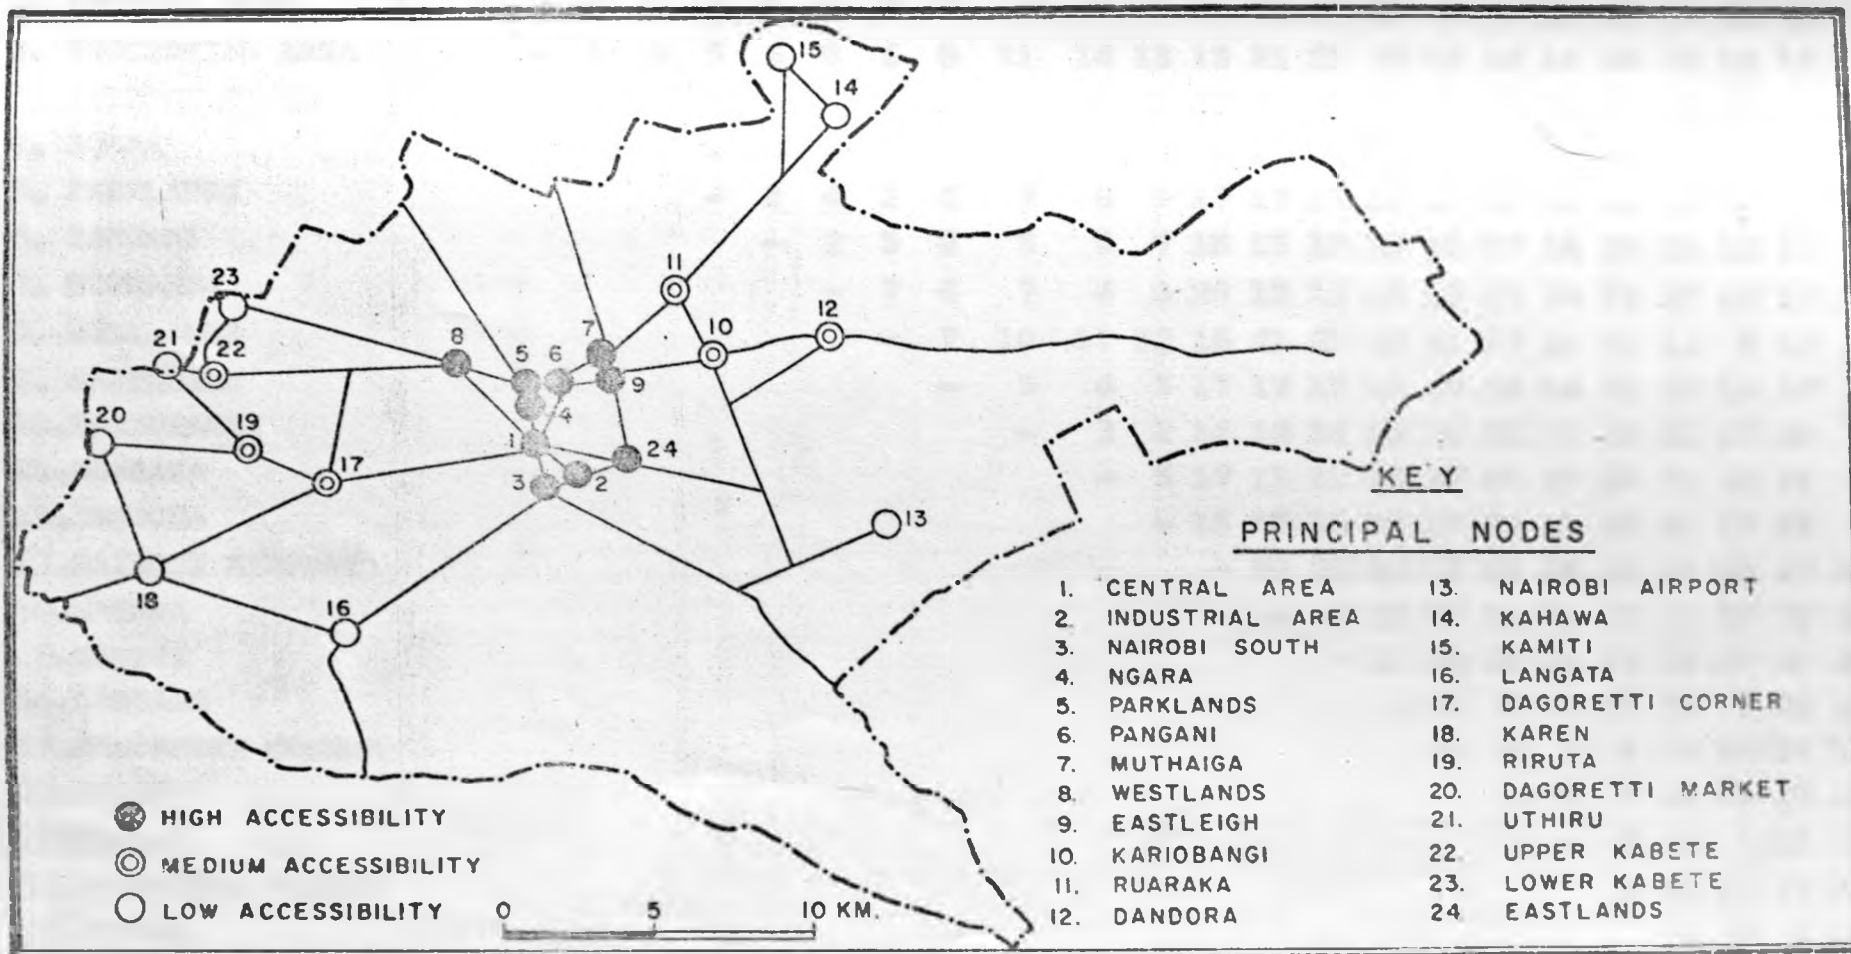 15
14
23
11
12
21
22
8
5
6
7
10
9
20
19
4
1
17
24
3
2
13
18
16
KEY
PRINCIPAL NODES
1. CENTRAL AREA
2. INDUSTRIAL AREA
3. NAIROBI SOUTH
4. NGARA
5. PARKLANDS
6. PANGANI
7. MUTHAIGA
8. WESTLANDS
9. EASTLEIGH
10. KARIOBANGI
11. RUARAKA
12. DANDORA
13. NAIROBI AIRPORT
14. KAHAWA
15. KAMITI
16. LANGATA
17. DAGORETTI CORNER
18. KAREN
19. RIRUTA
20. DAGORETTI MARKET
21. UTHIRU
22. UPPER KABETE
23. LOWER KABETE
24 EASTLANDS
HIGH ACCESSIBILITY
MEDIUM ACCESSIBILITY
LOW ACCESSIBILITY
0 5 10 KM.